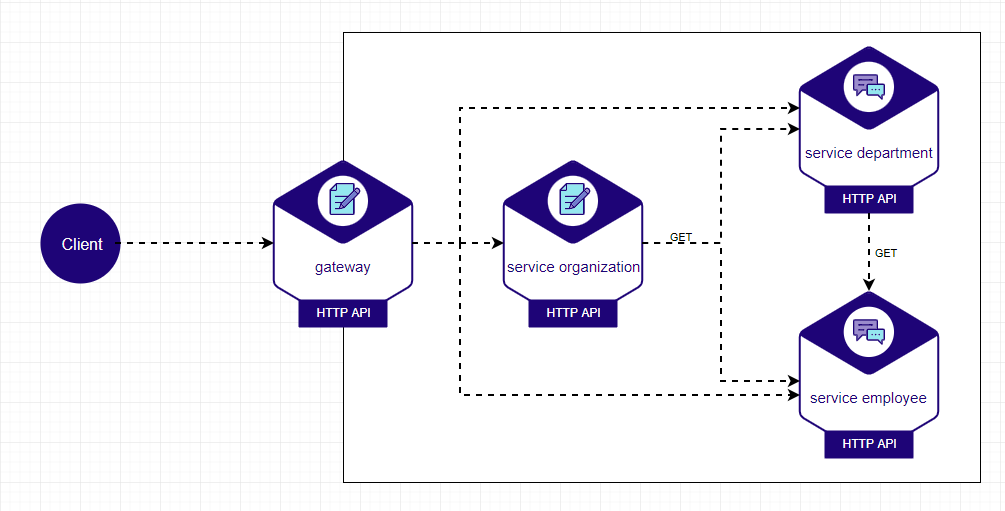 Client
gateway
HTTP API
service organization
HTTP API
GET
service department
HTTP API
GET
service employee
HTTP API